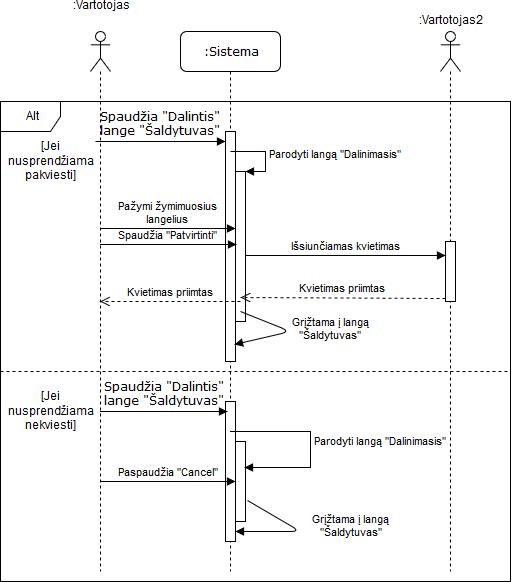 :Vartotojas
:Sistema
:Vartotojas2
Alt
Spaudžia "Dalintis"
lange "Šaldytuvas"
[Jei
nusprendžiama
pakviesti]
Parodyti langą "Dalinimasis"
Pažymi žymimuosius
langelius
Spaudžia "Patvirtinti"
Išsiunčiamas kvietimas
Kvietimas priimtas
Kvietimas priimtas
Grįžtama į langą
"Šaldytuvas"
Spaudžia "Dalintis"
lange "Šaldytuvas"
[Jei
nusprendžiama
nekviesti]
Parodyti langą "Dalinimasis"
Paspaudžia "Cancel"
Grįžtama į langą
"Šaldytuvas"